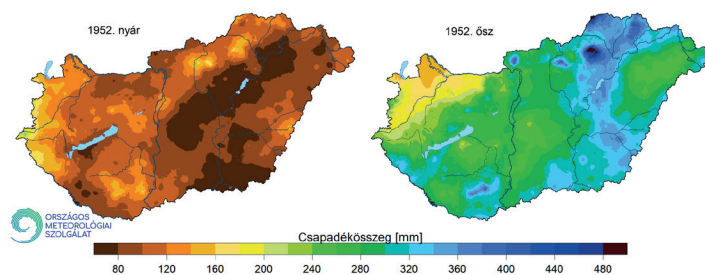 1952. nyár
1952. ősz
ORSZÁGOS
METEOROLÓGIAI
SZOLGÁLAT
Csapadékösszeg [mm]
80 120 160 200 240 280 320 360 400 440 480